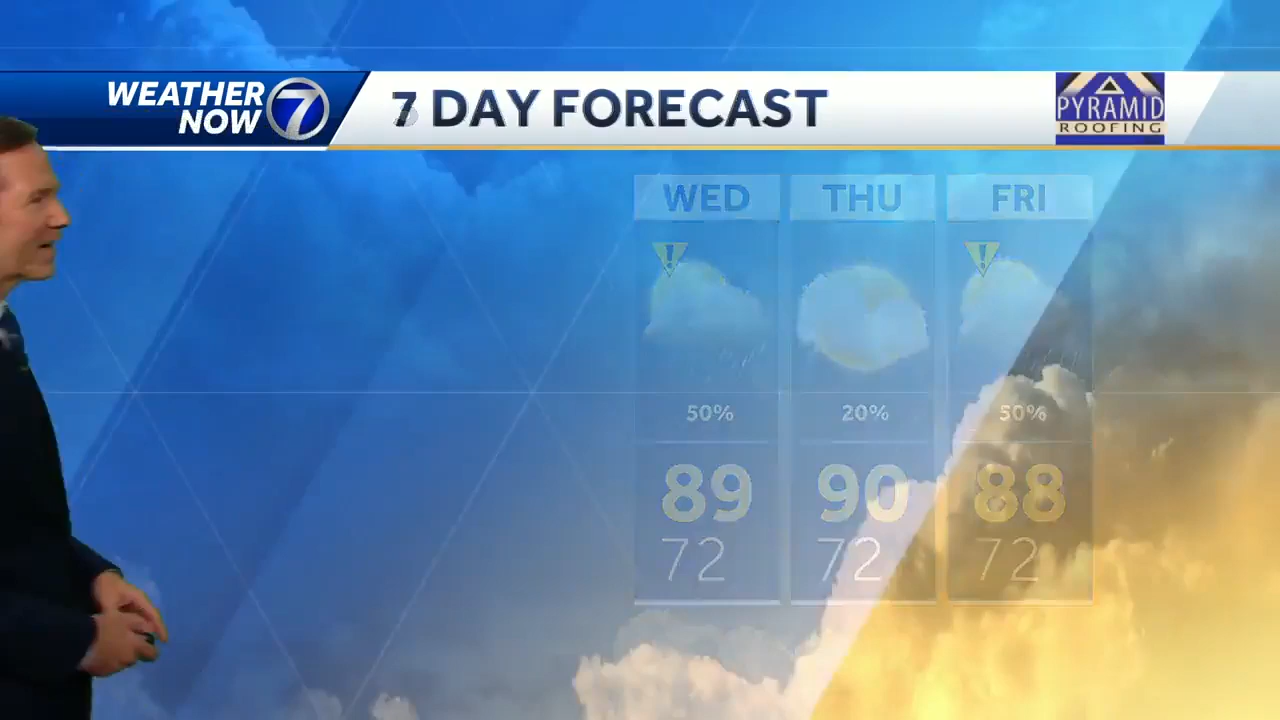 WEATHER
NOW 7
7 DAY FORECAST
PYRAMID
ROOFING
WED THU FRI
! !
50% 20% 50%
89 90 88
72 72 72